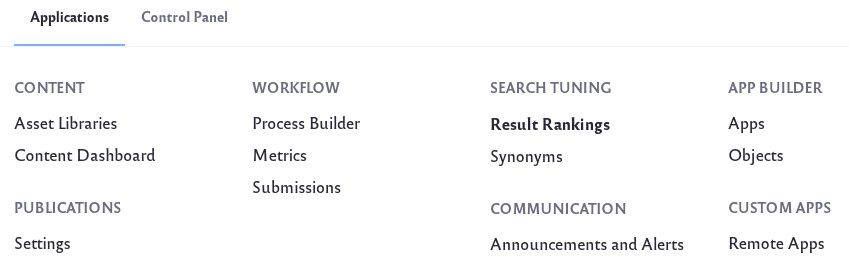 Applications
Control Panel
CONTENT
Asset Libraries
Content Dashboard
PUBLICATIONS
Settings
WORKFLOW
Process Builder
Metrics
Submissions
SEARCH TUNING
Result Rankings
Synonyms
COMMUNICATION
Announcements and Alerts
APP BUILDER
Apps
Objects
CUSTOM APPS
Remote Apps